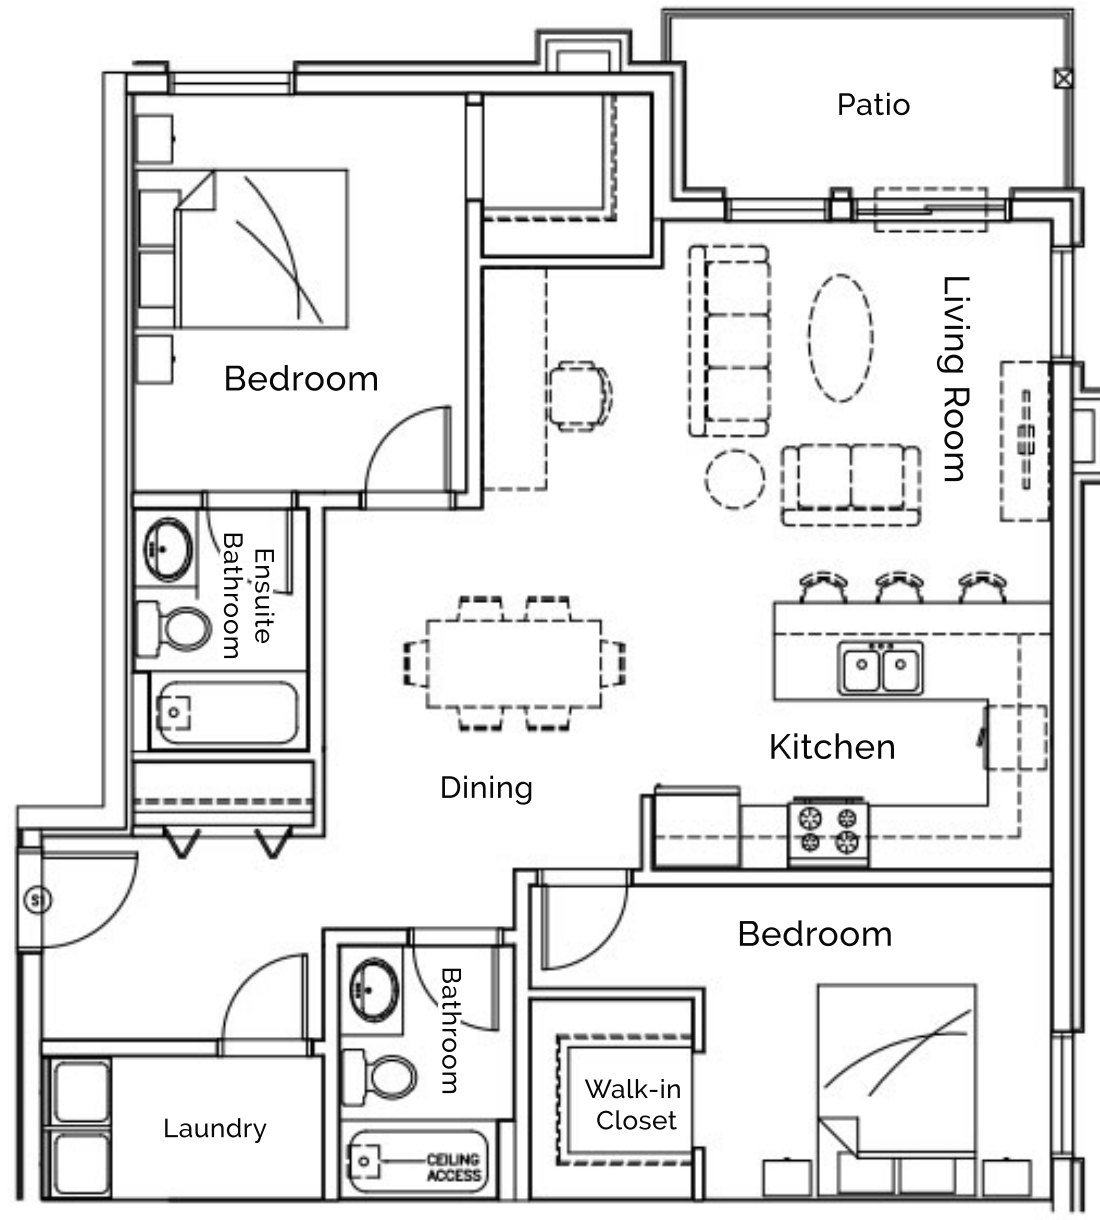 Patio
Living Room
Bedroom
Ensuite
Bathroom
Kitchen
Dining
S
Bedroom
Bathroom
Walk-in
Closet
Laundry
CEILING
ACCESS